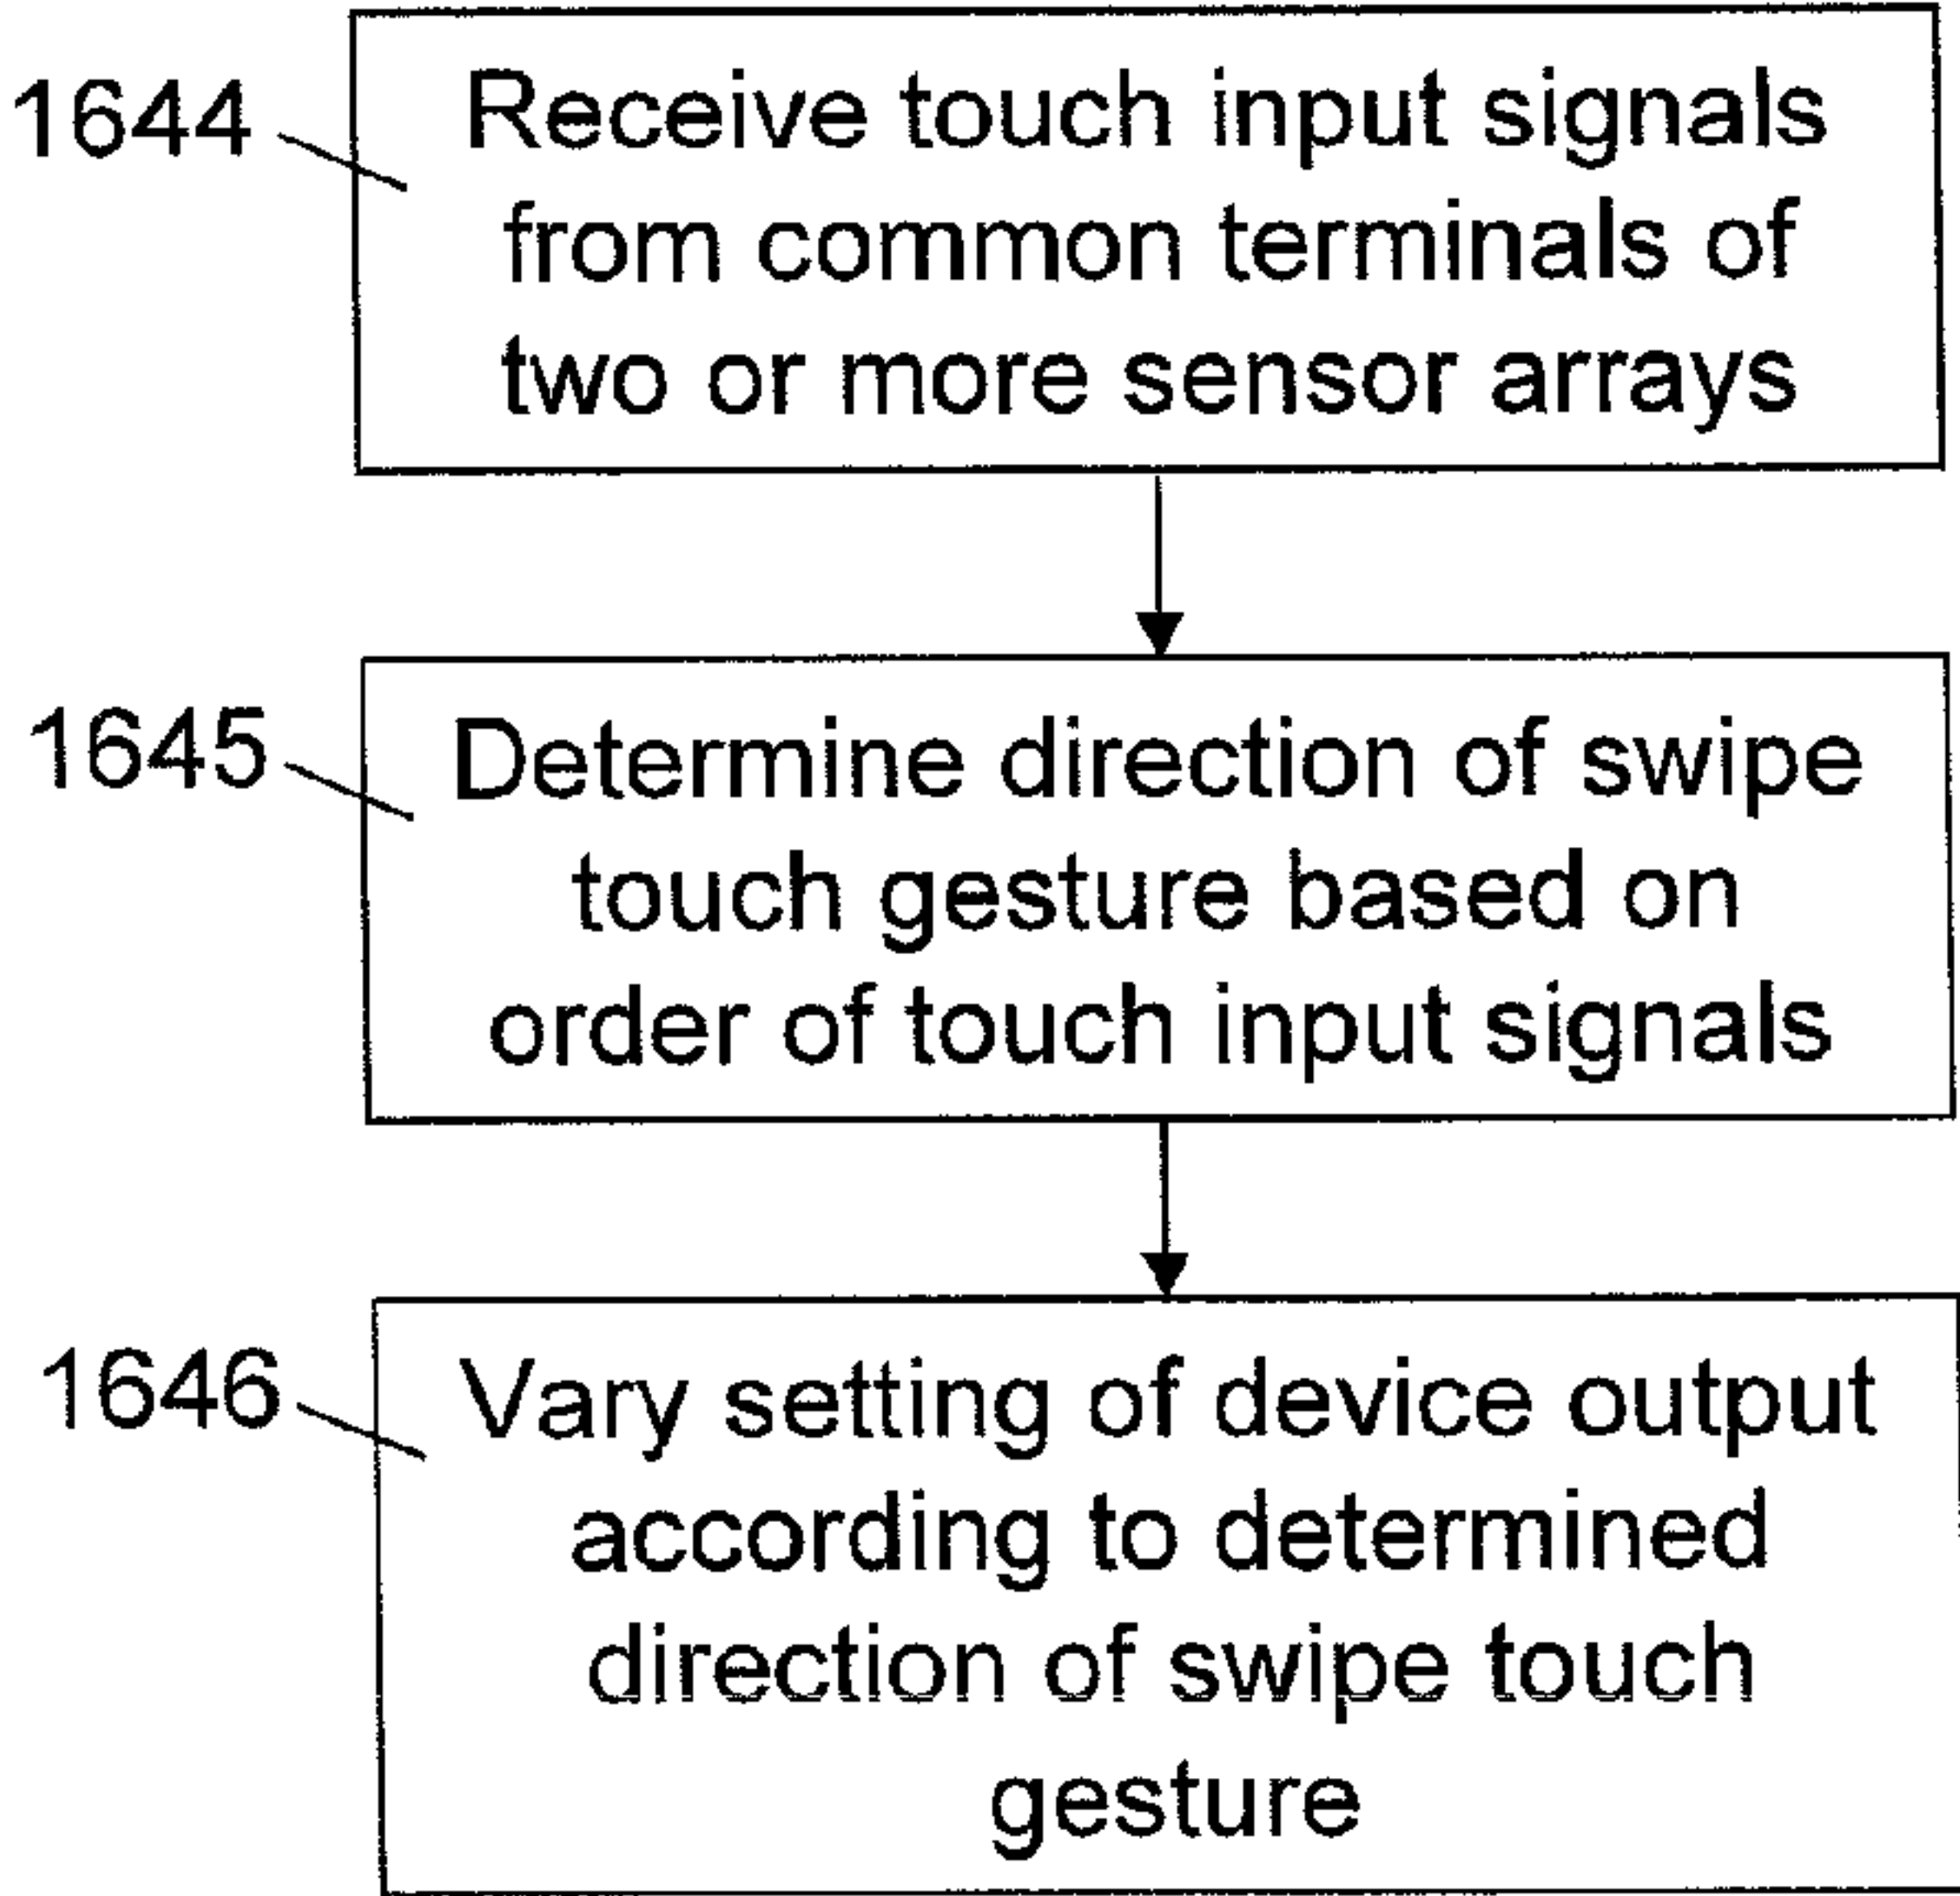 1644
Receive touch input signals
from common terminals of
two or more sensor arrays
1645
Determine direction of swipe
touch gesture based on
order of touch input signals
1646
Vary setting of device output
according to determined
direction of swipe touch
gesture